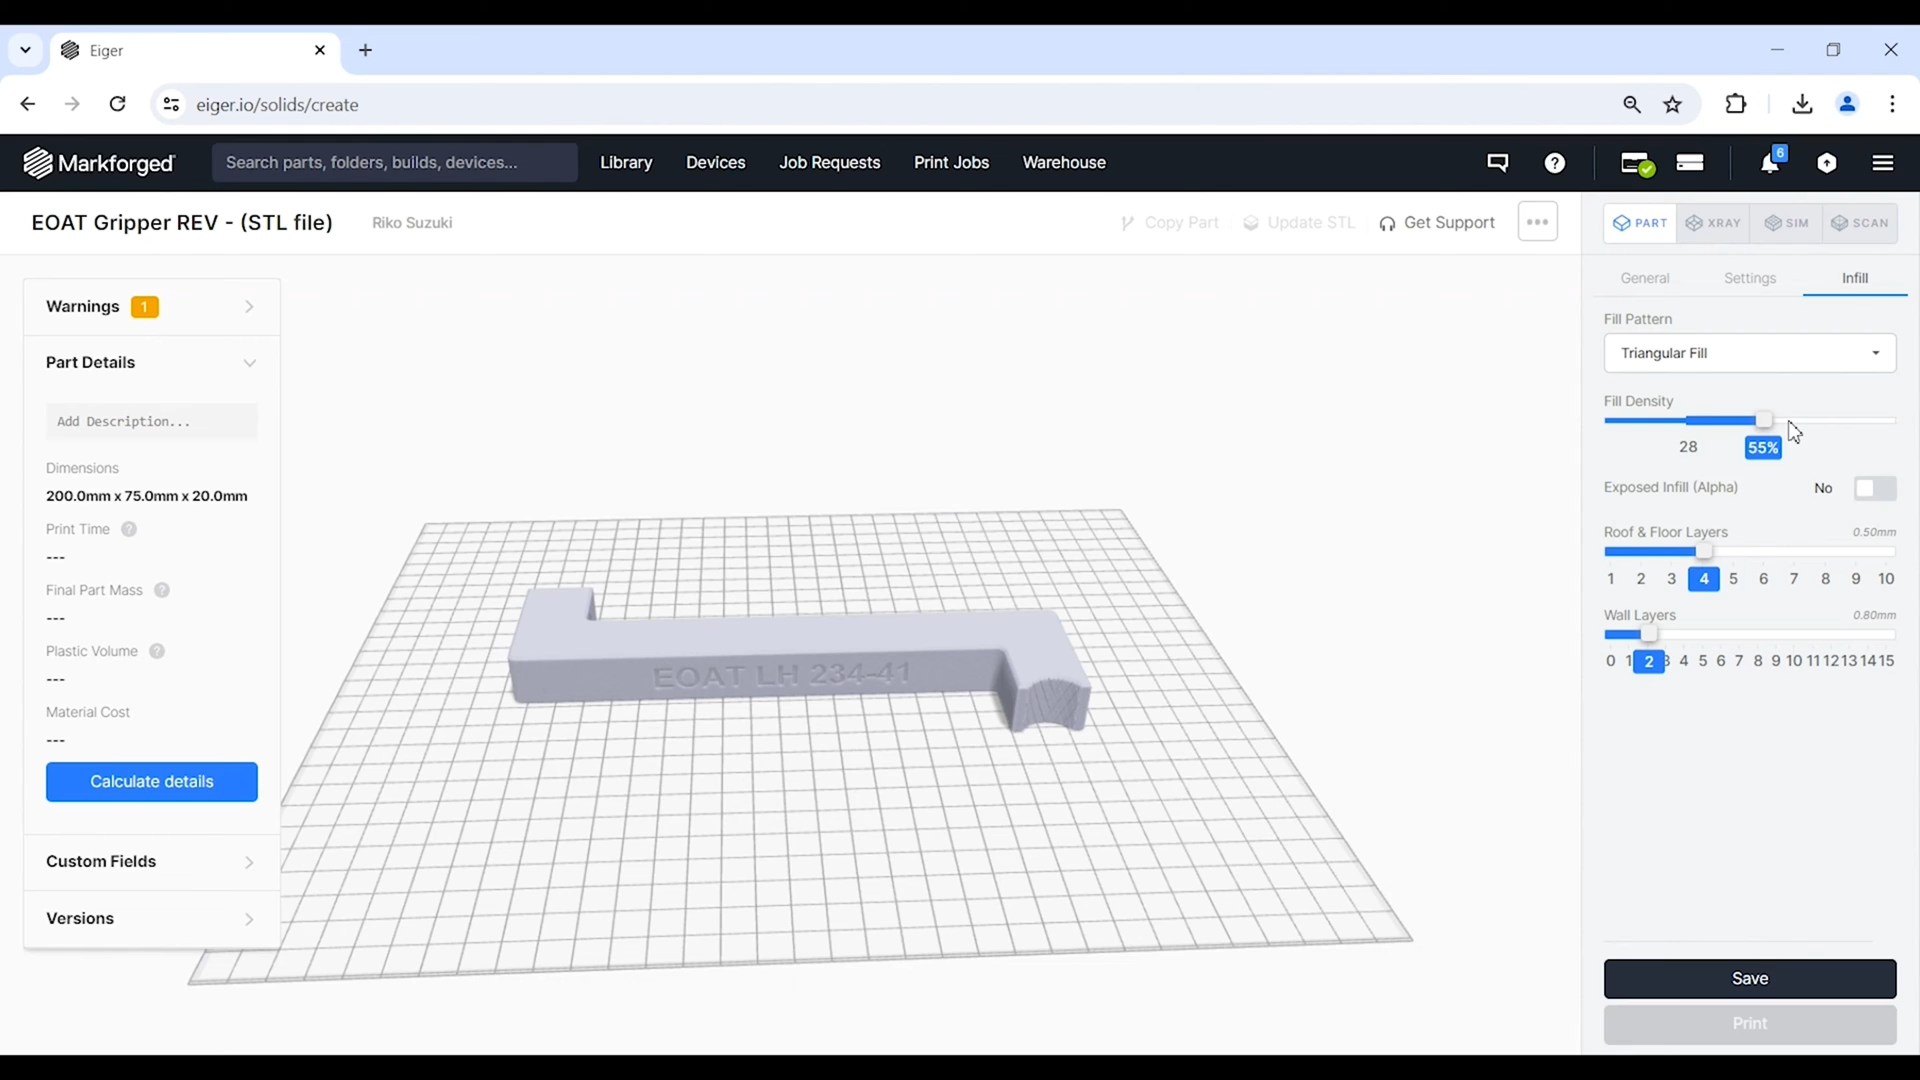 Eiger
eiger.io/solids/create
Markforged
Search parts, folders, builds, devices...
Library
Devices
Job Requests
Print Jobs
Warehouse
6
EOAT Gripper REV - (STL file)
Riko Suzuki
Copy Part
Update STL
Get Support
PART
XRAY
SIM
SCAN
General
Settings
Infill
Warnings 1
Part Details
Add Description...
Dimensions
200.0mm x 75.0mm x 20.0mm
Print Time ?
---
Final Part Mass ?
---
Plastic Volume ?
---
Material Cost
---
Calculate details
Custom Fields
Versions
EOAT LH 234-41
Fill Pattern
Triangular Fill
Fill Density
28 55%
Exposed Infill (Alpha) No
Roof & Floor Layers 0.50mm
1 2 3 4 5 6 7 8 9 10
Wall Layers 0.80mm
0 1 2 3 4 5 6 7 8 9 10 11 12 13 14 15
Save
Print